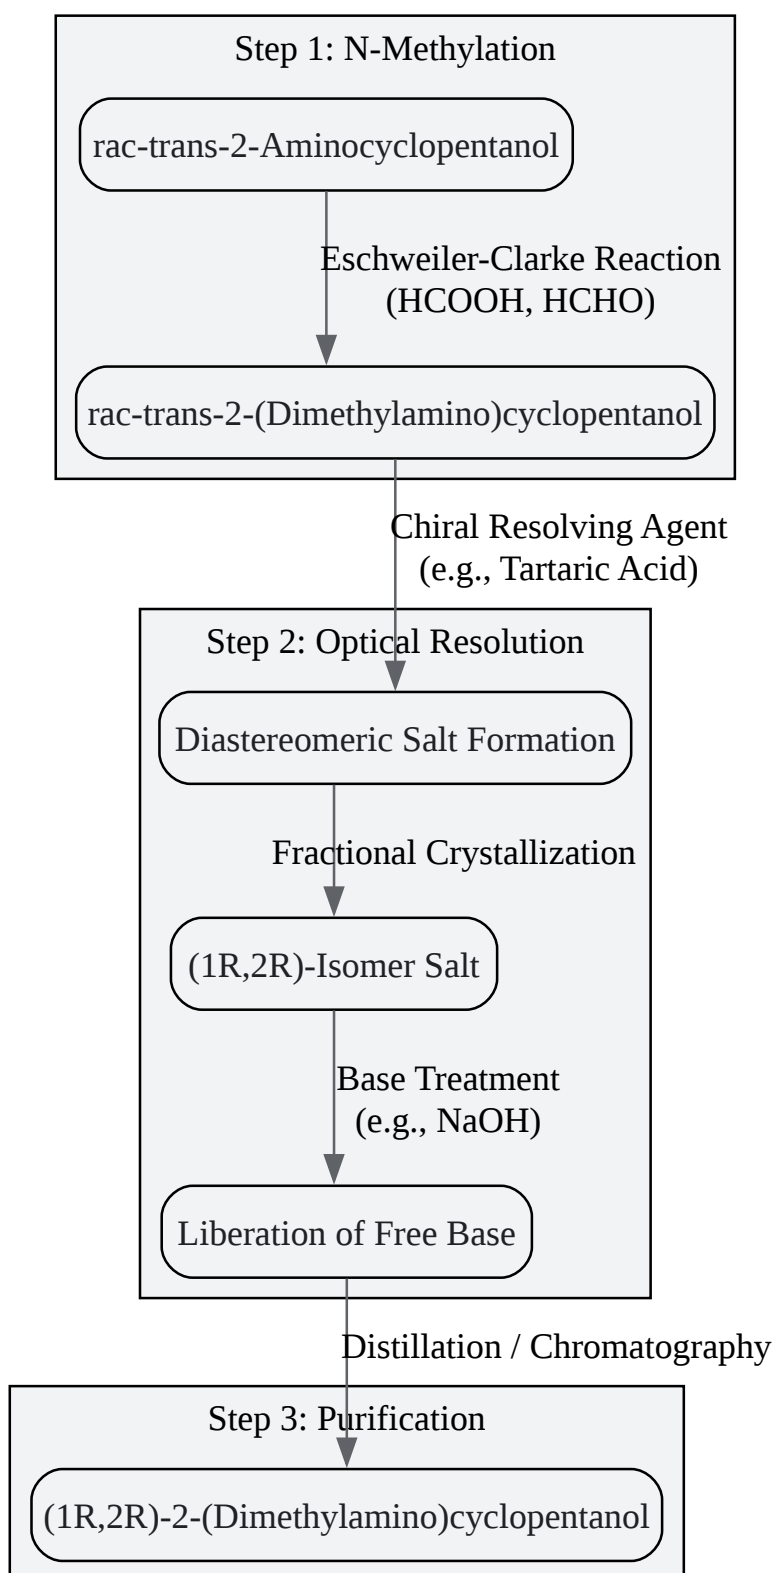 Step 1: N-Methylation
rac-trans-2-Aminocyclopentanol
Eschweiler-Clarke Reaction
(HCOOH, HCHO)
rac-trans-2-(Dimethylamino)cyclopentanol
Chiral Resolving Agent
(e.g., Tartaric Acid)
Step 2: Optical Resolution
Diastereomeric Salt Formation
Fractional Crystallization
(1R,2R)-Isomer Salt
Base Treatment
(e.g., NaOH)
Liberation of Free Base
Distillation / Chromatography
Step 3: Purification
(1R,2R)-2-(Dimethylamino)cyclopentanol